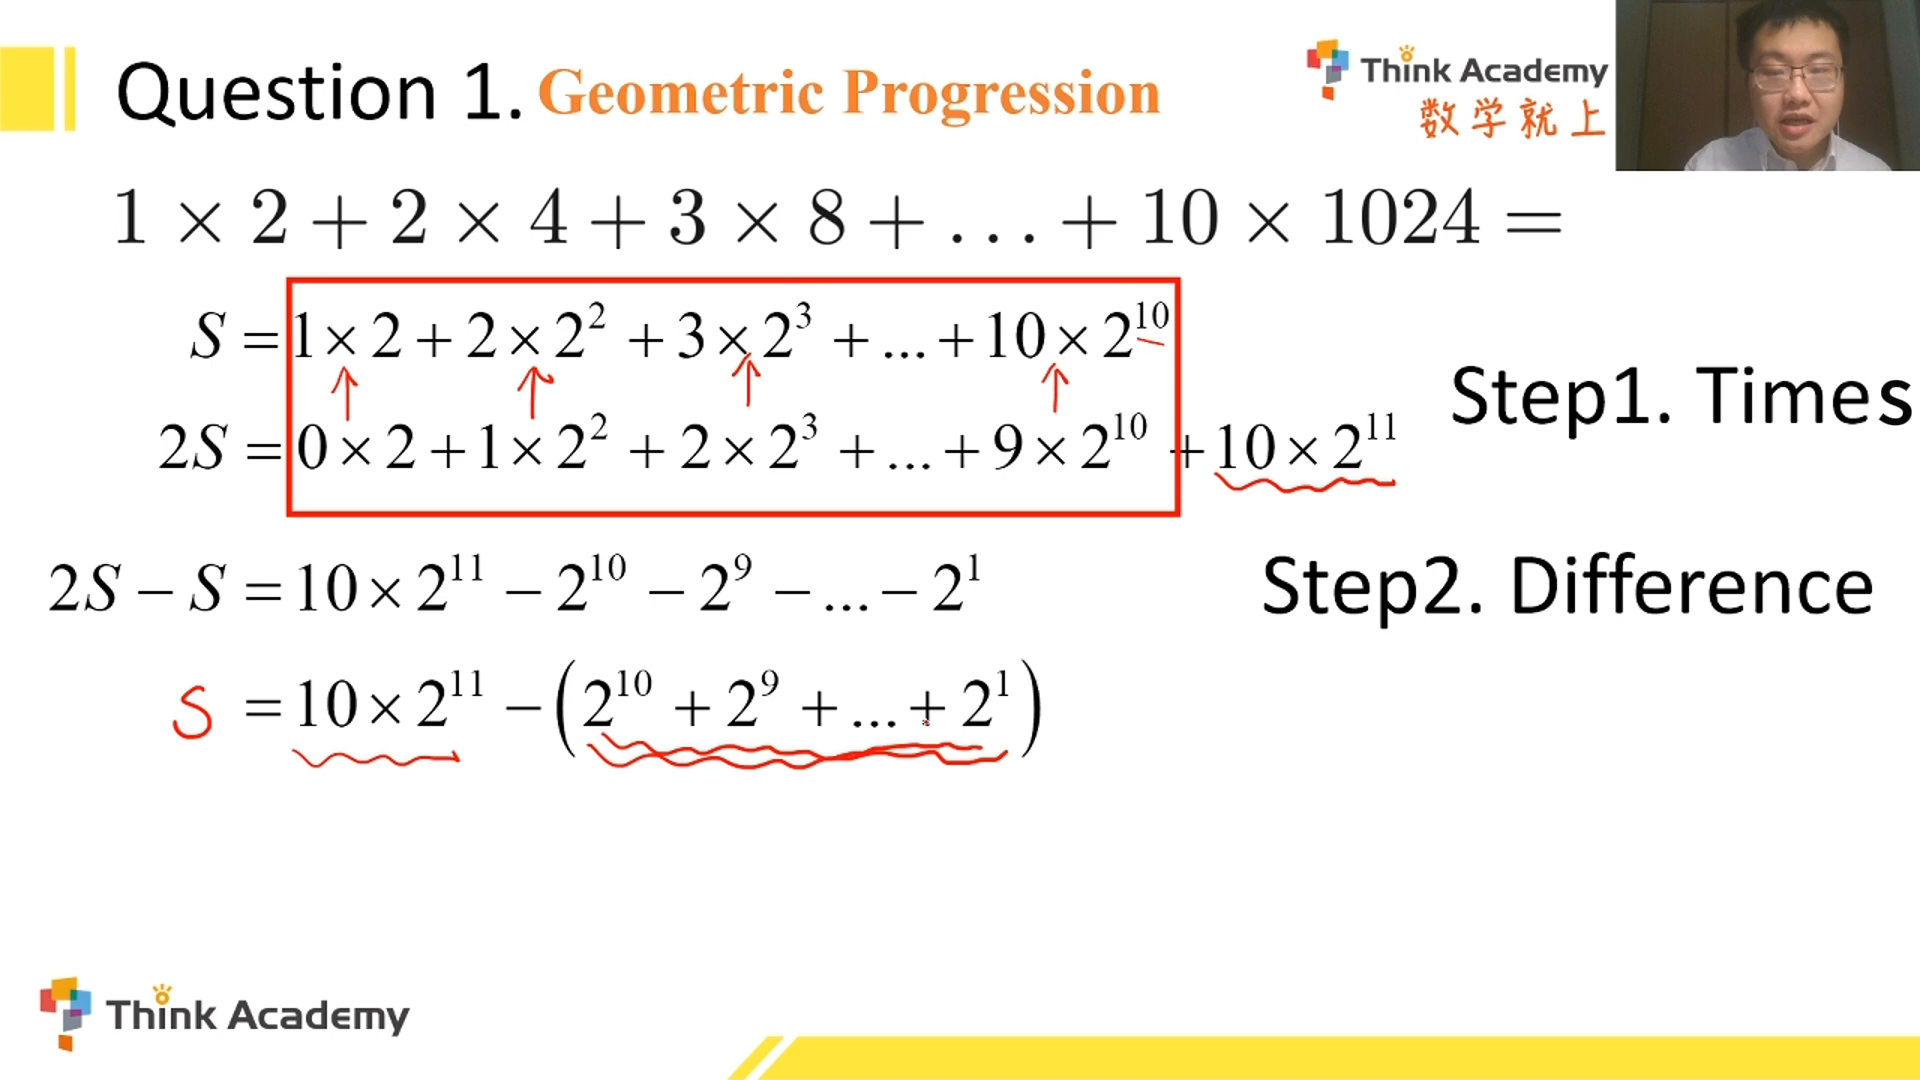 Question 1. Geometric Progression
Think Academy
数学就上
1 × 2 + 2 × 4 + 3 × 8 + . . . + 10 × 1024 =
S = 1 × 2 + 2 × 2² + 3 × 2³ + ... + 10 × 2¹⁰
Step1. Times
2S = 0 × 2 + 1 × 2² + 2 × 2³ + ... + 9 × 2¹⁰ + 10 × 2¹¹
2S − S = 10 × 2¹¹ − 2¹⁰ − 2⁹ − ... − 2¹
Step2. Difference
S = 10 × 2¹¹ − (2¹⁰ + 2⁹ + ... + 2¹)
Think Academy